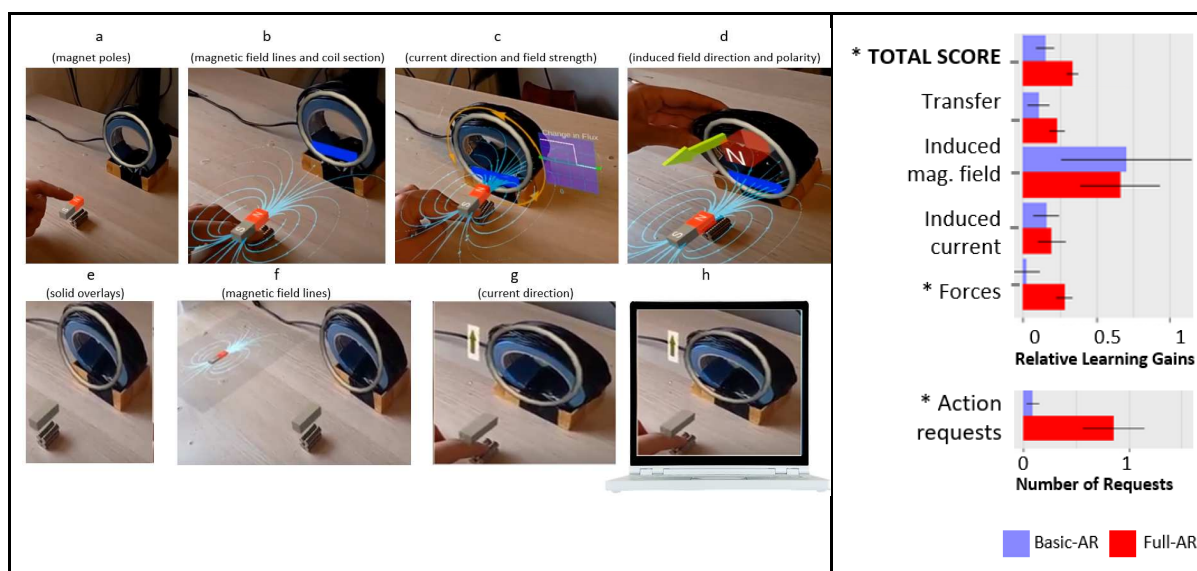 a
(magnet poles)
b
(magnetic field lines and coil section)
c
(current direction and field strength)
d
(induced field direction and polarity)
S
N
S
N
Change in Flux
N
S
N
e
(solid overlays)
f
(magnetic field lines)
g
(current direction)
h
* TOTAL SCORE
Transfer
Induced
mag. field
Induced
current
* Forces
0 0.5 1
Relative Learning Gains
* Action
requests
0 1
Number of Requests
Basic-AR Full-AR